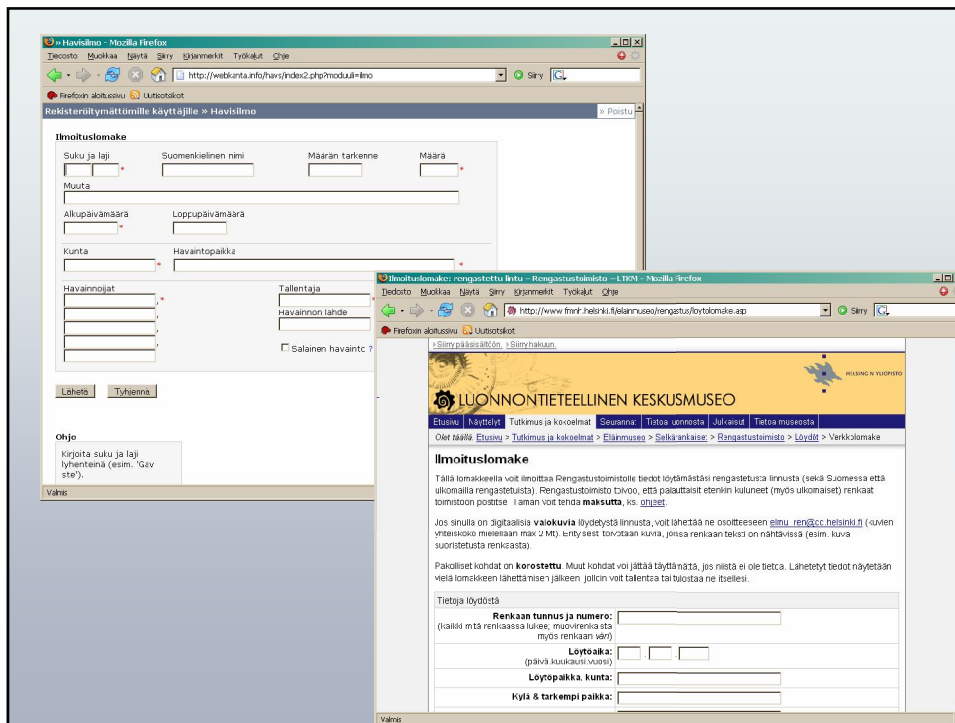 » Havisilmo - Mozilla Firefox
Tiedosto Muokkaa Näytä Siirry Kirjanmerkit Työkalut Ohje
http://webkanta.info/havs/index2.php?moduuli=ilmo
Siirry
Firefoxin aloitussivu Uutisotsikot
Rekisteröitymättömille käyttäjille » Havisilmo
» Poistu
Ilmoituslomake
Suku ja laji Suomenkielinen nimi Määrän tarkenne Määrä
*
*
Muuta
Alkupäivämäärä Loppupäivämäärä
*
Kunta Havaintopaikka
* *
Havainnoijat Tallentaja
,* *
, Havainnon lähde
,
, Salainen havainto ?
Lähetä Tyhjennä
Ohje
Kirjoita suku ja laji
lyhenteinä (esim. 'Gav
ste').
Valmis
Ilmoituslomake: rengastettu lintu – Rengastustoimisto – LTKM - Mozilla Firefox
Tiedosto Muokkaa Näytä Siirry Kirjanmerkit Työkalut Ohje
http://www.fmnh.helsinki.fi/elainmuseo/rengastus/loytolomake.asp
Siirry
Firefoxin aloitussivu Uutisotsikot
› Siirry pääsisältöön. › Siirry hakuun.
HELSINGIN YLIOPISTO
LUONNONTIETEELLINEN KESKUSMUSEO
Etusivu Näyttelyt Tutkimus ja kokoelmat Seuranta: Tietoa luonnosta Julkaisut Tietoa museosta
Olet täällä: Etusivu > Tutkimus ja kokoelmat > Eläinmuseo > Selkärankaiset > Rengastustoimisto > Löydöt > Verkkolomake
Ilmoituslomake
Tällä lomakkeella voit ilmoittaa Rengastustoimistolle tiedot löytämästäsi rengastetusta linnusta (sekä Suomessa että
ulkomailla rengastetuista). Rengastustoimisto toivoo, että palauttaisit etenkin kuluneet (myös ulkomaiset) renkaat
toimistoon postitse. Tämän voit tehdä maksutta, ks. ohjeet.
Jos sinulla on digitaalisia valokuvia löydetystä linnusta, voit lähettää ne osoitteeseen elmu_ren@cc.helsinki.fi (kuvien
yhteiskoko mielellään max 2 Mt). Erityisesti toivotaan kuvia, joissa renkaan teksti on nähtävissä (esim. kuva
suoristetusta renkaasta).
Pakolliset kohdat on korostettu. Muut kohdat voi jättää täyttämättä, jos niistä ei ole tietoa. Lähetetyt tiedot näytetään
vielä lomakkeen lähettämisen jälkeen jolloin voit tallentaa tai tulostaa ne itsellesi.
Tietoja löydöstä
Renkaan tunnus ja numero:
(kaikki mitä renkaassa lukee; muovirenkaista
myös renkaan väri)
Löytöaika:
(päivä.kuukausi.vuosi)
Löytöpaikka, kunta:
Kylä & tarkempi paikka:
Valmis